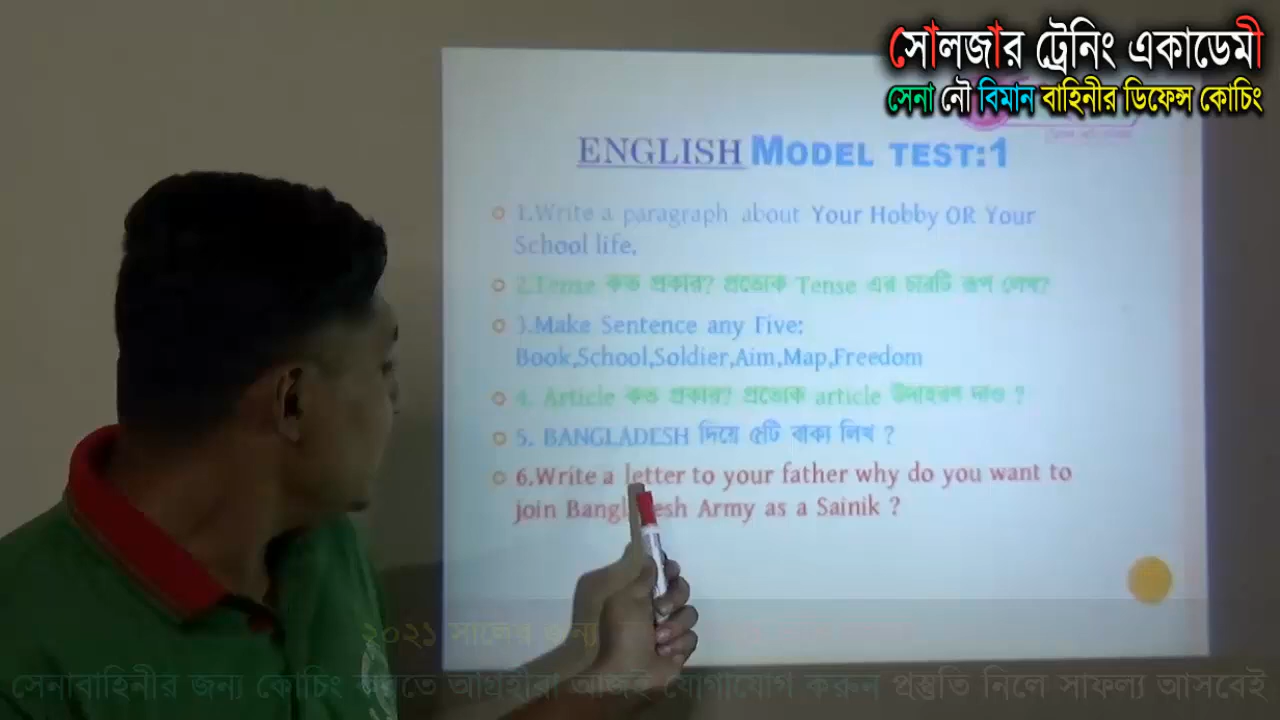 সোলজার ট্রেনিং একাডেমী
সেনা নৌ বিমান বাহিনীর ডিফেন্স কোচিং
ENGLISH MODEL TEST:1
1.Write a paragraph about Your Hobby OR Your
School life.
2.Tense কত প্রকার? প্রত্যেক Tense এর চারটি রূপ লেখ?
3.Make Sentence any Five:
Book,School,Soldier,Aim,Map,Freedom
4. Article কত প্রকার? প্রত্যেক article উদাহরণ দাও ?
5. BANGLADESH দিয়ে ৫টি বাক্য লিখ ?
6.Write a letter to your father why do you want to
join Bangladesh Army as a Sainik ?
২০২১ সালের জন্য
সেনাবাহিনীর জন্য কোচিং করতে আগ্রহীরা আজই যোগাযোগ করুন প্রস্তুতি নিলে সাফল্য আসবেই